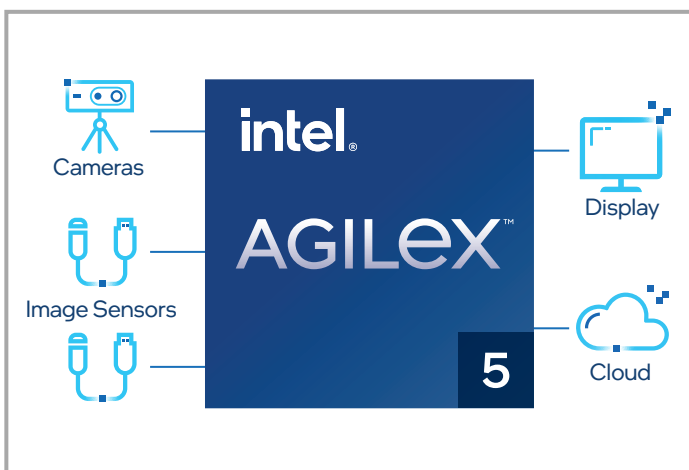 Cameras
Image Sensors
intel®
AGILEX™
5
Display
Cloud